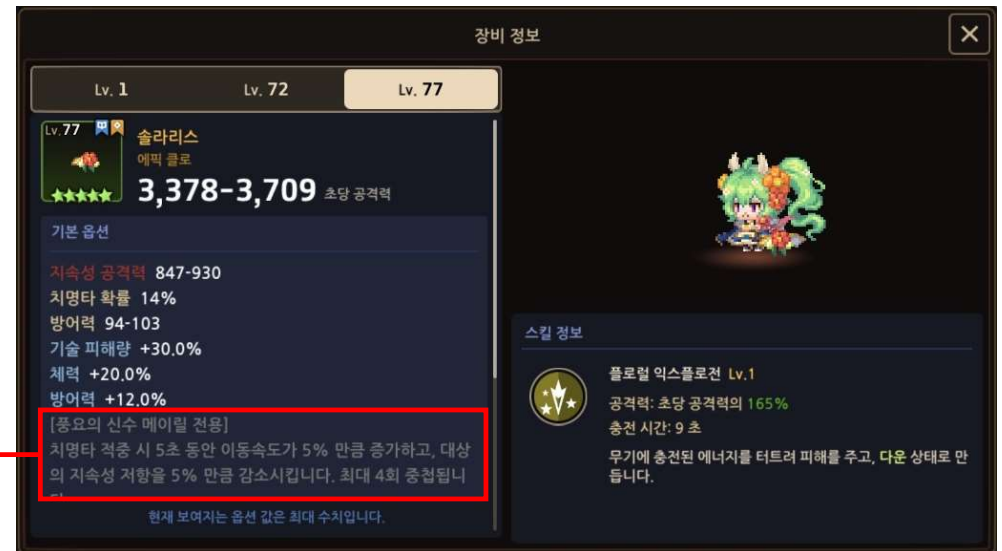 장비 정보
Lv. 1
Lv. 72
Lv. 77
Lv.77
솔라리스
에픽 클로
3,378-3,709 초당 공격력
기본 옵션
지속성 공격력 847-930
치명타 확률 14%
방어력 94-103
기술 피해량 +30.0%
체력 +20.0%
방어력 +12.0%
[풍요의 신수 메이릴 전용]
치명타 적중 시 5초 동안 이동속도가 5% 만큼 증가하고, 대상
의 지속성 저항을 5% 만큼 감소시킵니다. 최대 4회 중첩됩니
현재 보여지는 옵션 값은 최대 수치입니다.
스킬 정보
플로럴 익스플로전 Lv.1
공격력: 초당 공격력의 165%
충전 시간: 9 초
무기에 충전된 에너지를 터트려 피해를 주고, 다운 상태로 만
듭니다.